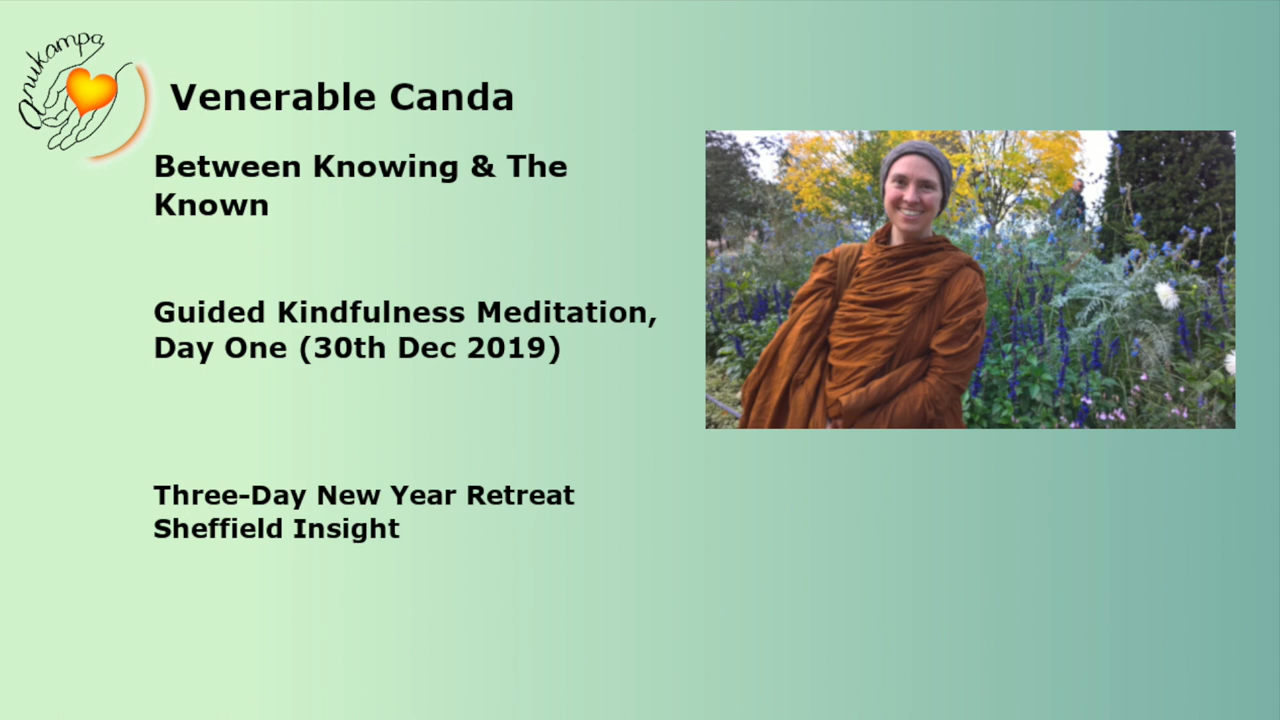 anukampa
Venerable Canda
Between Knowing & The
Known
Guided Kindfulness Meditation,
Day One (30th Dec 2019)
Three-Day New Year Retreat
Sheffield Insight